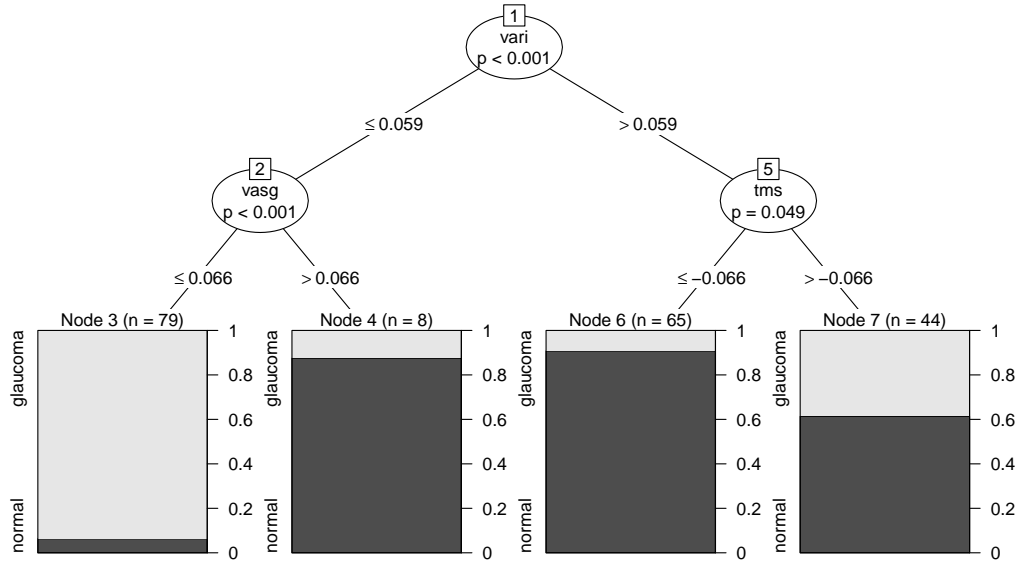 1
vari
p < 0.001
≤ 0.059
> 0.059
2
vasg
p < 0.001
5
tms
p = 0.049
≤ 0.066
> 0.066
≤ −0.066
> −0.066
Node 3 (n = 79)
normal
glaucoma
0
0.2
0.4
0.6
0.8
1
Node 4 (n = 8)
normal
glaucoma
0
0.2
0.4
0.6
0.8
1
Node 6 (n = 65)
normal
glaucoma
0
0.2
0.4
0.6
0.8
1
Node 7 (n = 44)
normal
glaucoma
0
0.2
0.4
0.6
0.8
1